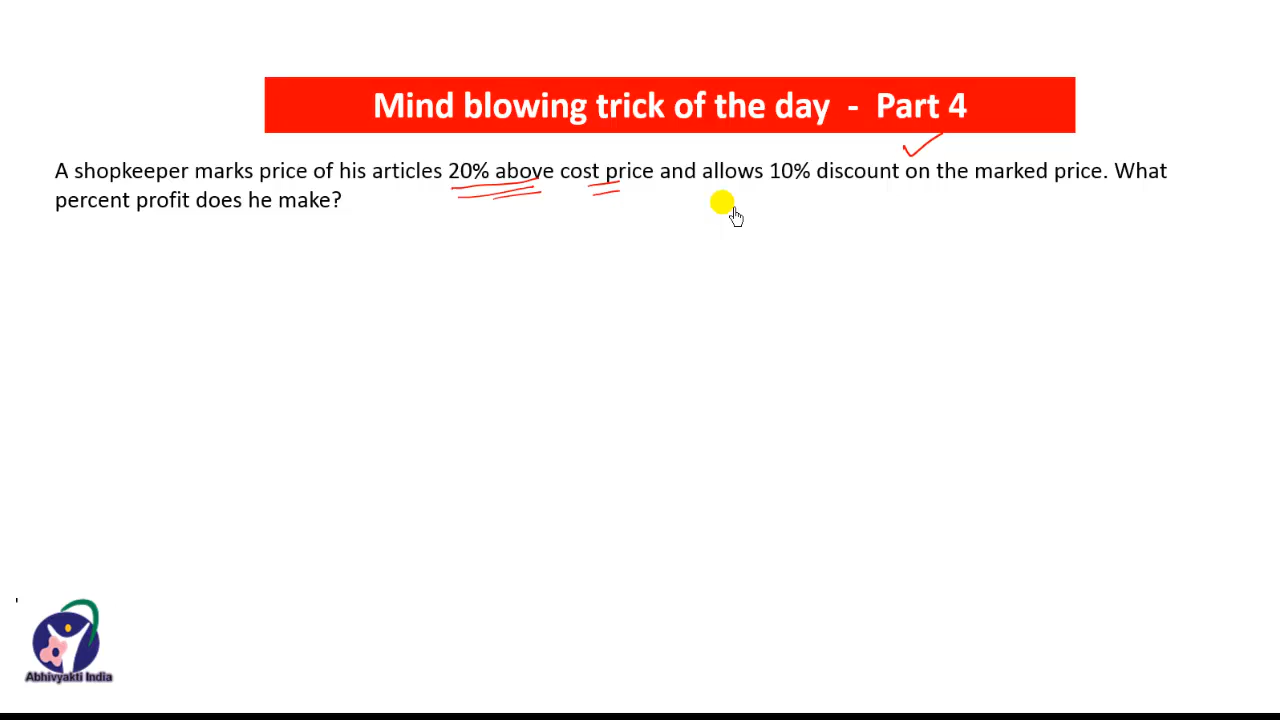 Mind blowing trick of the day - Part 4
A shopkeeper marks price of his articles 20% above cost price and allows 10% discount on the marked price. What
percent profit does he make?
Abhivyakti India